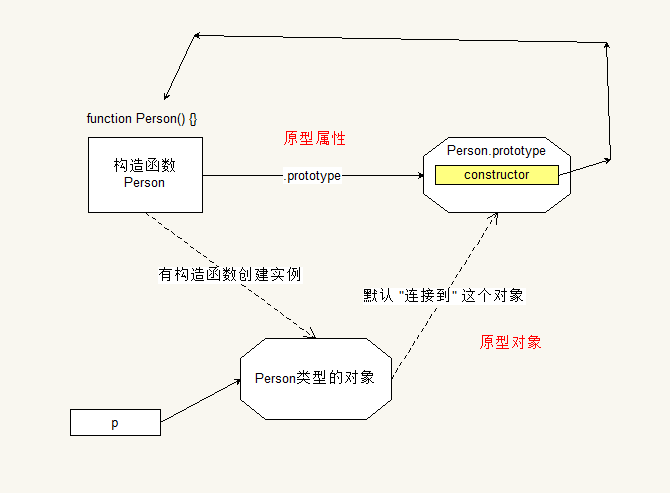 function Person() {}
原型属性
构造函数
Person
.prototype
Person.prototype
constructor
有构造函数创建实例
默认 "连接到" 这个对象
原型对象
Person类型的对象
p